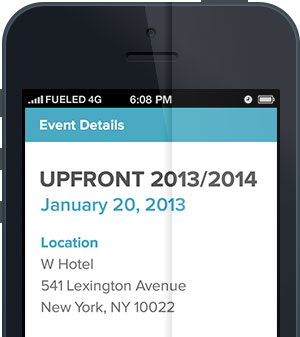 FUELED 4G 6:08 PM
Event Details
UPFRONT 2013/2014
January 20, 2013
Location
W Hotel
541 Lexington Avenue
New York, NY 10022